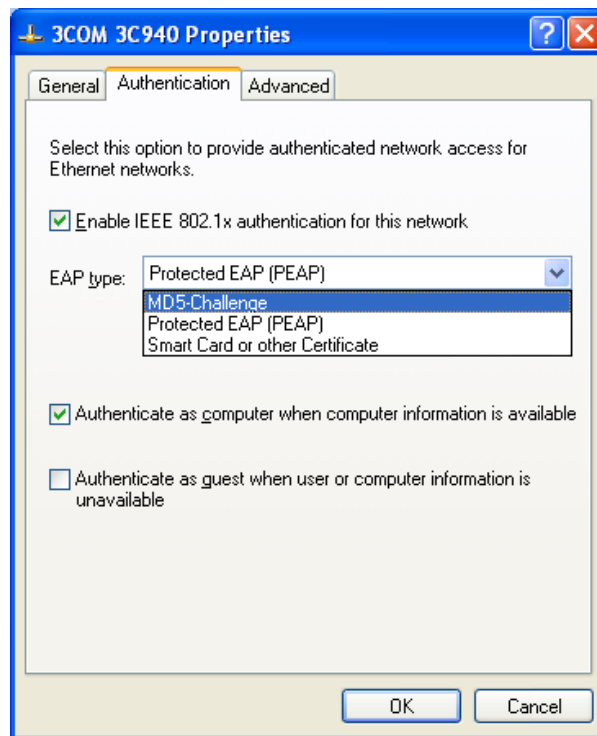 3COM 3C940 Properties
General Authentication Advanced
Select this option to provide authenticated network access for
Ethernet networks.
Enable IEEE 802.1x authentication for this network
EAP type: Protected EAP (PEAP)
MD5-Challenge
Protected EAP (PEAP)
Smart Card or other Certificate
Authenticate as computer when computer information is available
Authenticate as guest when user or computer information is
unavailable
OK Cancel